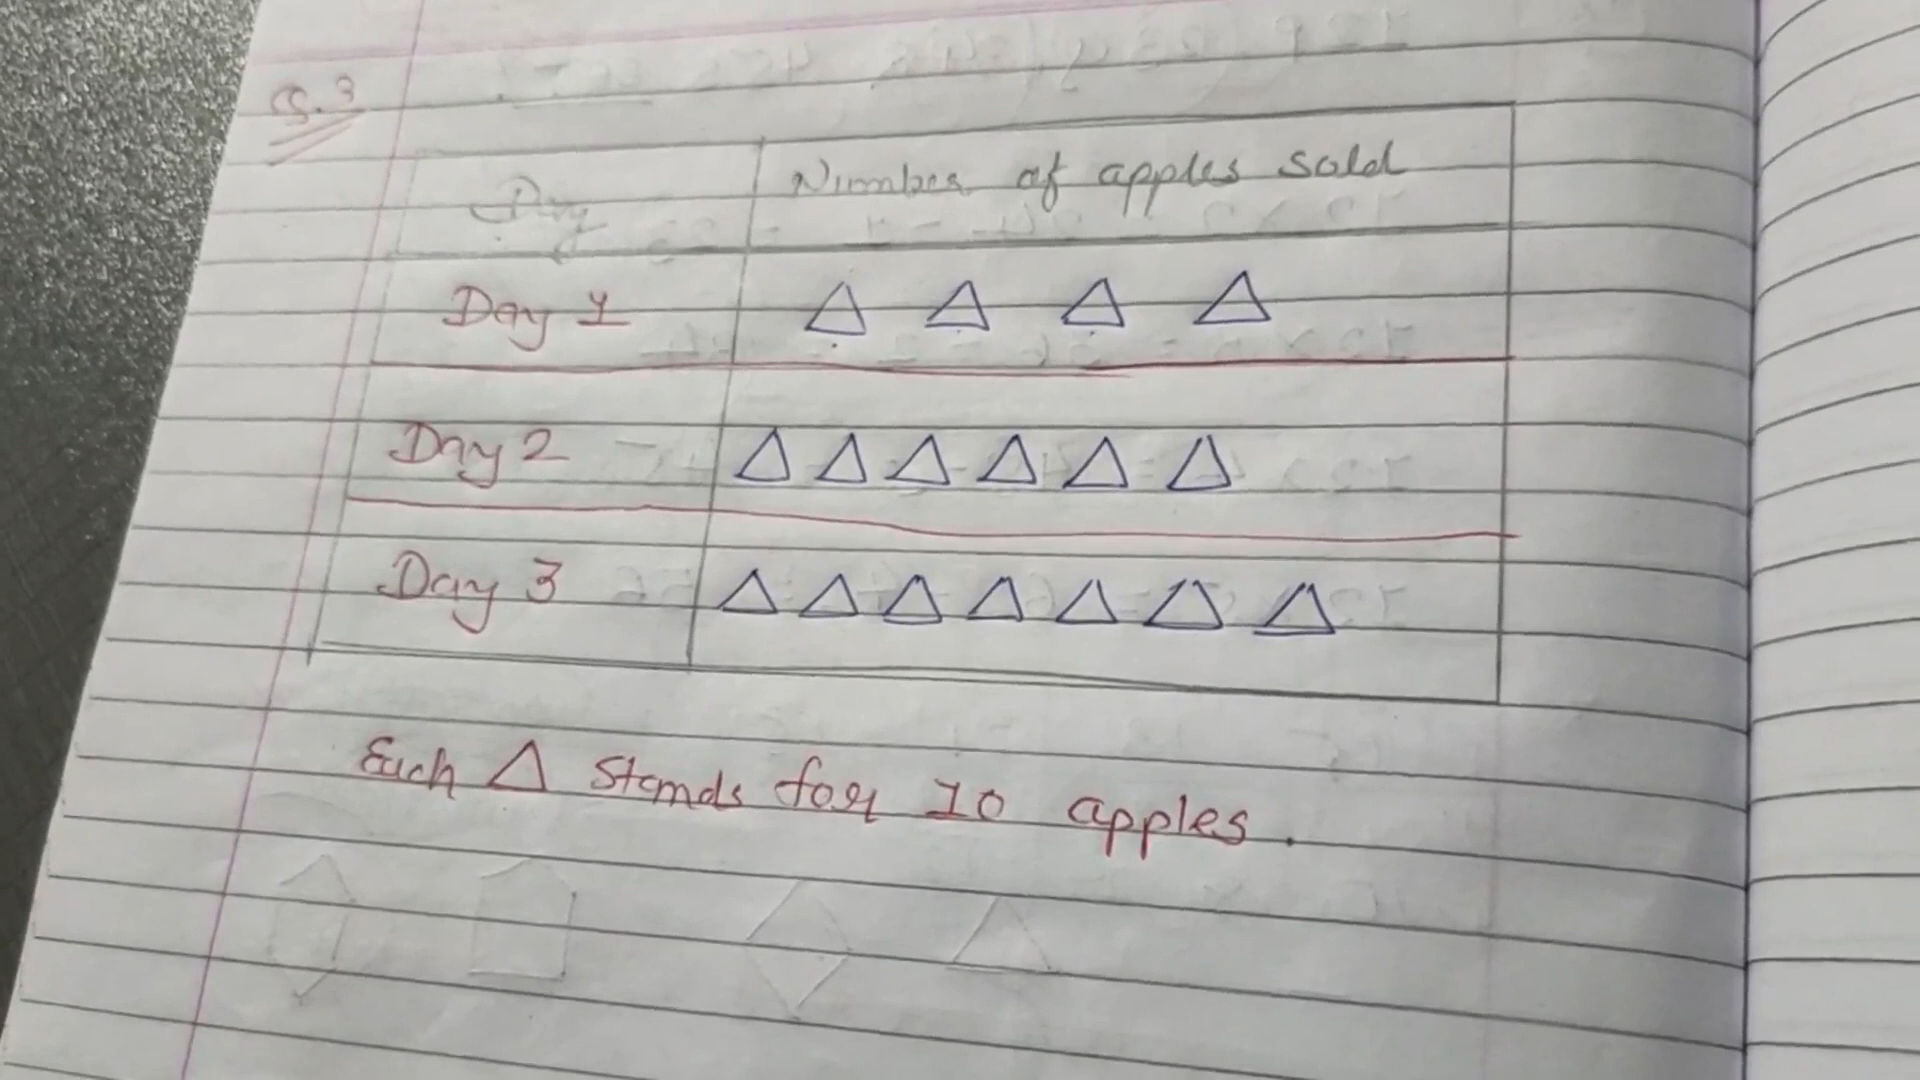 Q.3
Day Number of apples sold
Day 1 △ △ △ △
Day 2 △ △ △ △ △ △
Day 3 △ △ △ △ △ △ △
Each △ stands for 10 apples.